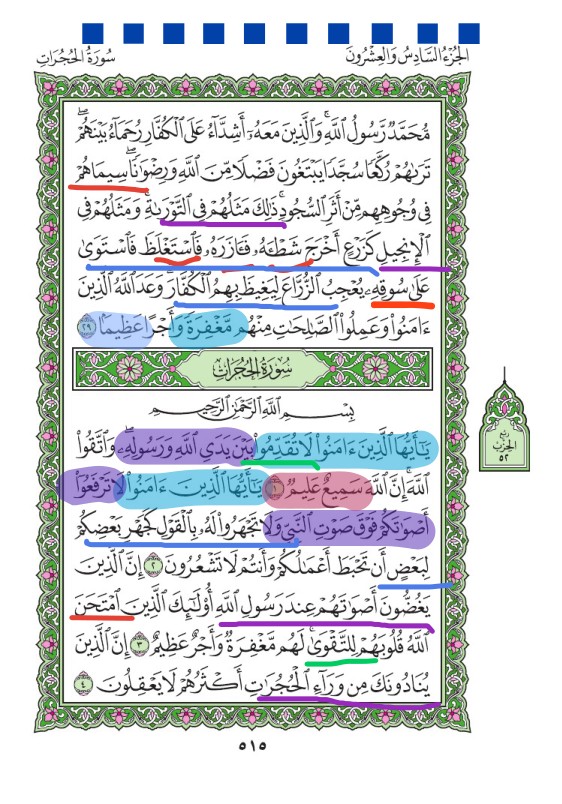 الجُزْءُ السَّادِسُ وَالعِشْرُونَ
سُورَةُ الحُجُرَاتِ
مُّحَمَّدٌ رَّسُولُ ٱللَّهِ ۚ وَٱلَّذِينَ مَعَهُۥٓ أَشِدَّآءُ عَلَى ٱلْكُفَّارِ رُحَمَآءُ بَيْنَهُمْ ۖ
تَرَىٰهُمْ رُكَّعًا سُجَّدًا يَبْتَغُونَ فَضْلًا مِّنَ ٱللَّهِ وَرِضْوَٰنًا ۖ سِيمَاهُمْ
فِى وُجُوهِهِم مِّنْ أَثَرِ ٱلسُّجُودِ ۚ ذَٰلِكَ مَثَلُهُمْ فِى ٱلتَّوْرَىٰةِ ۚ وَمَثَلُهُمْ فِى
ٱلْإِنجِيلِ كَزَرْعٍ أَخْرَجَ شَطْـَٔهُۥ فَـَٔازَرَهُۥ فَٱسْتَغْلَظَ فَٱسْتَوَىٰ
عَلَىٰ سُوقِهِۦ يُعْجِبُ ٱلزُّرَّاعَ لِيَغِيظَ بِهِمُ ٱلْكُفَّارَ ۗ وَعَدَ ٱللَّهُ ٱلَّذِينَ
ءَامَنُوا۟ وَعَمِلُوا۟ ٱلصَّٰلِحَٰتِ مِنْهُم مَّغْفِرَةً وَأَجْرًا عَظِيمًۢا ٢٩
سُورَةُ الحُجُرَاتِ
بِسْمِ ٱللَّهِ ٱلرَّحْمَٰنِ ٱلرَّحِيمِ
يَٰٓأَيُّهَا ٱلَّذِينَ ءَامَنُوا۟ لَا تُقَدِّمُوا۟ بَيْنَ يَدَىِ ٱللَّهِ وَرَسُولِهِۦ ۖ وَٱتَّقُوا۟
ٱللَّهَ ۚ إِنَّ ٱللَّهَ سَمِيعٌ عَلِيمٌ ١ يَٰٓأَيُّهَا ٱلَّذِينَ ءَامَنُوا۟ لَا تَرْفَعُوٓا۟
أَصْوَٰتَكُمْ فَوْقَ صَوْتِ ٱلنَّبِىِّ وَلَا تَجْهَرُوا۟ لَهُۥ بِٱلْقَوْلِ كَجَهْرِ بَعْضِكُمْ
لِبَعْضٍ أَن تَحْبَطَ أَعْمَٰلُكُمْ وَأَنتُمْ لَا تَشْعُرُونَ ٢ إِنَّ ٱلَّذِينَ
يَغُضُّونَ أَصْوَٰتَهُمْ عِندَ رَسُولِ ٱللَّهِ أُو۟لَٰٓئِكَ ٱلَّذِينَ ٱمْتَحَنَ
ٱللَّهُ قُلُوبَهُمْ لِلتَّقْوَىٰ ۚ لَهُم مَّغْفِرَةٌ وَأَجْرٌ عَظِيمٌ ٣ إِنَّ ٱلَّذِينَ
يُنَادُونَكَ مِن وَرَآءِ ٱلْحُجُرَٰتِ أَكْثَرُهُمْ لَا يَعْقِلُونَ ٤
ربع
الحزب
٥٢
٥١٥